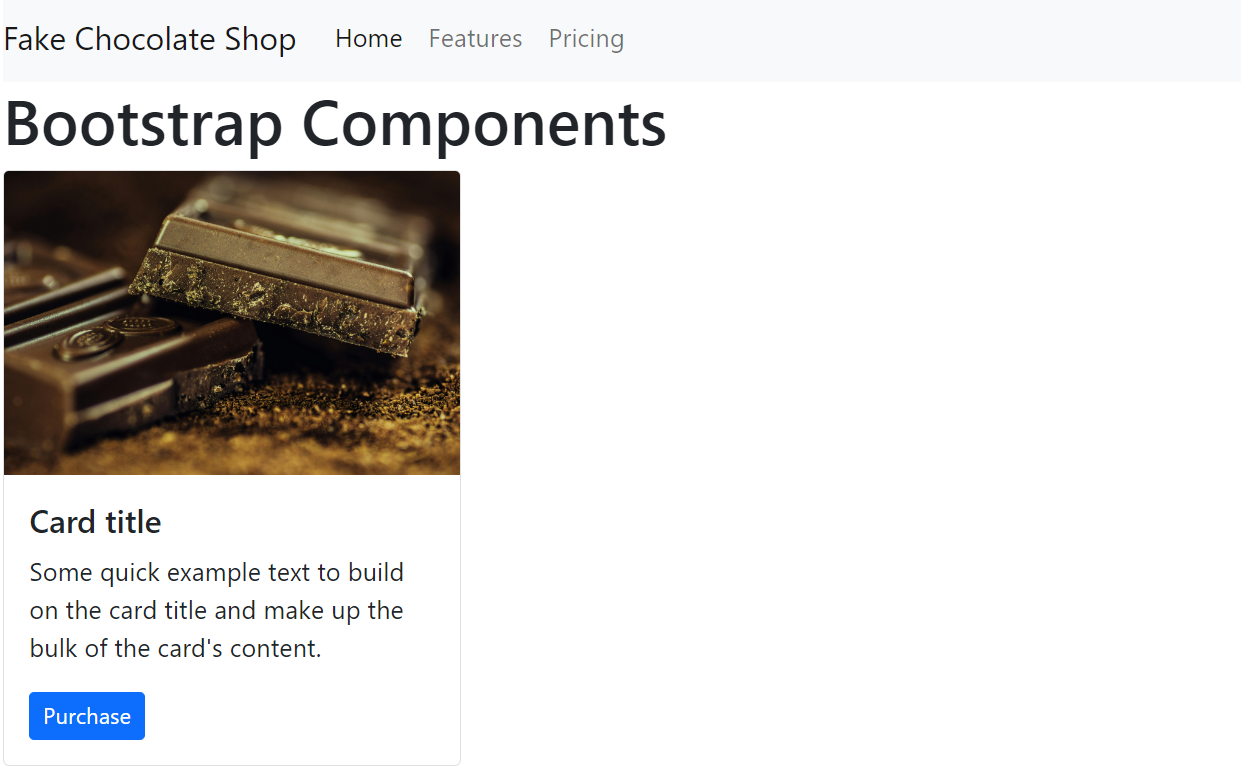 Fake Chocolate Shop Home Features Pricing
Bootstrap Components
Card title
Some quick example text to build
on the card title and make up the
bulk of the card's content.
Purchase